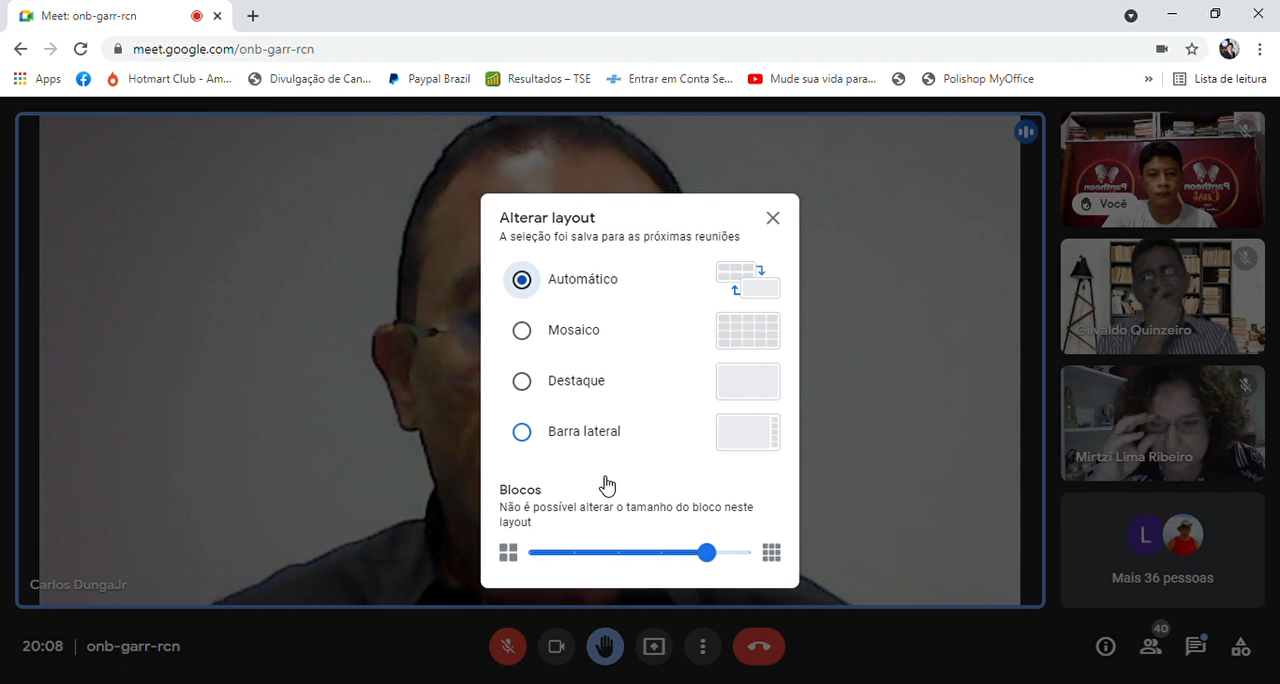 Meet: onb-garr-rcn
meet.google.com/onb-garr-rcn
Apps
Hotmart Club - Am...
Divulgação de Can...
Paypal Brazil
Resultados – TSE
Entrar em Conta Se...
Mude sua vida para...
Polishop MyOffice
»
Lista de leitura
Alterar layout
A seleção foi salva para as próximas reuniões
Automático
Mosaico
Destaque
Barra lateral
Blocos
Não é possível alterar o tamanho do bloco neste
layout
Carlos DungaJr
Pantheon
Cast
Pantheon
Você
Gilvaldo Quinzeiro
Mirtzi Lima Ribeiro
L
Mais 36 pessoas
20:08 | onb-garr-rcn
40